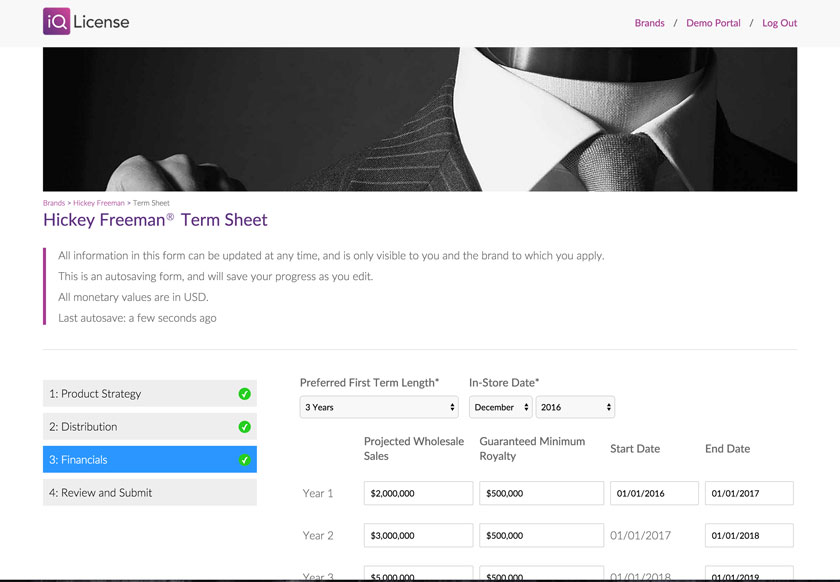 iQ License
Brands / Demo Portal / Log Out
Brands > Hickey Freeman > Term Sheet
Hickey Freeman® Term Sheet
All information in this form can be updated at any time, and is only visible to you and the brand to which you apply.
This is an autosaving form, and will save your progress as you edit.
All monetary values are in USD.
Last autosave: a few seconds ago
1: Product Strategy
2: Distribution
3: Financials
4: Review and Submit
Preferred First Term Length* In-Store Date*
3 Years December 2016
Projected Wholesale Sales Guaranteed Minimum Royalty Start Date End Date
Year 1 $2,000,000 $500,000 01/01/2016 01/01/2017
Year 2 $3,000,000 $500,000 01/01/2017 01/01/2018
Year 3 $5,000,000 $500,000 01/01/2018 01/01/2019